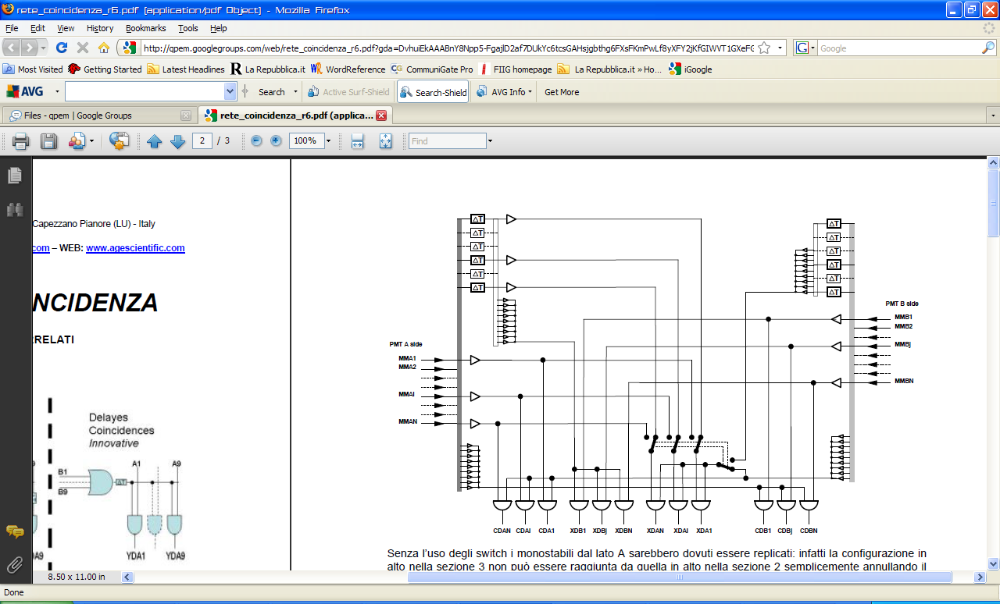 rete_coincidenza_r6.pdf (application/pdf Object) - Mozilla Firefox
File Edit View History Bookmarks Tools Help
http://qpem.googlegroups.com/web/rete_coincidenza_r6.pdf?gda=
Google
Most Visited Getting Started Latest Headlines La Repubblica.it WordReference CommuniGate Pro FIIG homepage La Repubblica.it » Ho... iGoogle
AVG Search Active Surf-Shield Search-Shield AVG Info Get More
Files - qpem | Google Groups rete_coincidenza_r6.pdf (applica...
2 / 3 100% Find
Capezzano Pianore (LU) - Italy
com – WEB: www.agescientific.com
NCIDENZA
RELATI
Delayes
Coincidences
Innovative
B1 A1 A9
ΔT
B9
DA9 YDA1 YDA9
ΔT ΔT
ΔT ΔT
ΔT ΔT
ΔT ΔT
ΔT ΔT
ΔT ΔT
PMT B side
MMB1
MMB2
PMT A side MMBj
MMA1
MMA2
MMBN
MMAI
MMAN
CDAN CDAI CDA1 XDB1 XDBj XDBN XDAN XDAI XDA1 CDB1 CDBj CDBN
Senza l'uso degli switch i monostabili dal lato A sarebbero dovuti essere replicati: infatti la configurazione in
alto nella sezione 3 non può essere raggiunta da quella in alto nella sezione 2 semplicemente annullando il
8.50 x 11.00 in
Done